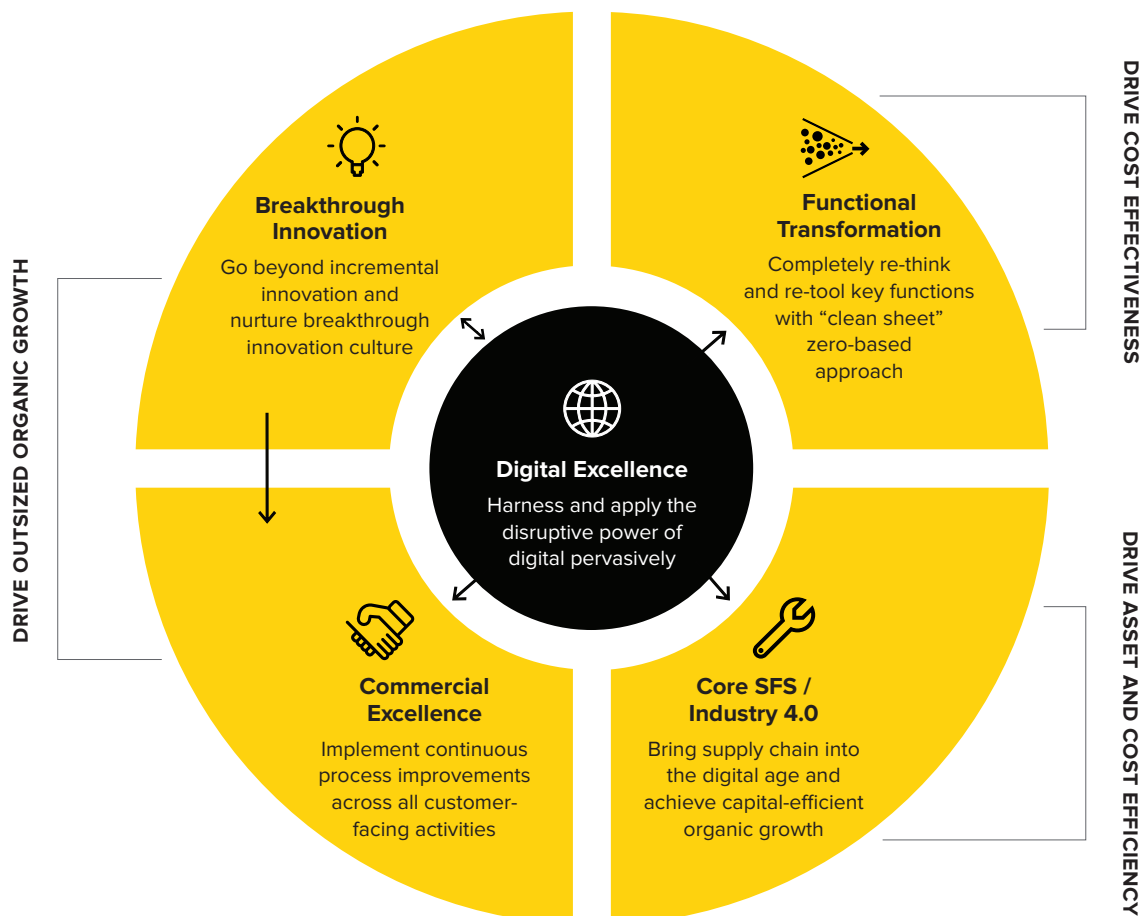 DRIVE OUTSIZED ORGANIC GROWTH
Breakthrough
Innovation
Go beyond incremental
innovation and
nurture breakthrough
innovation culture
Functional
Transformation
Completely re-think
and re-tool key functions
with “clean sheet”
zero-based
approach
DRIVE COST EFFECTIVENESS
Digital Excellence
Harness and apply the
disruptive power of
digital pervasively
Commercial
Excellence
Implement continuous
process improvements
across all customer-
facing activities
Core SFS /
Industry 4.0
Bring supply chain into
the digital age and
achieve capital-efficient
organic growth
DRIVE ASSET AND COST EFFICIENCY